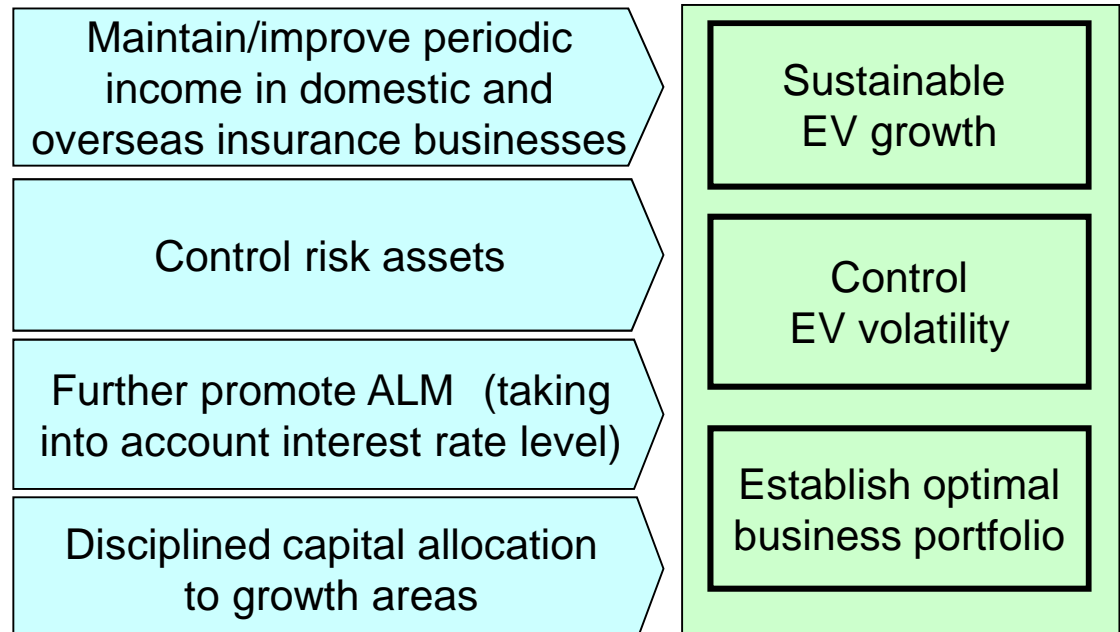 Maintain/improve periodic
income in domestic and
overseas insurance businesses
Control risk assets
Further promote ALM (taking
into account interest rate level)
Disciplined capital allocation
to growth areas
Sustainable
EV growth
Control
EV volatility
Establish optimal
business portfolio